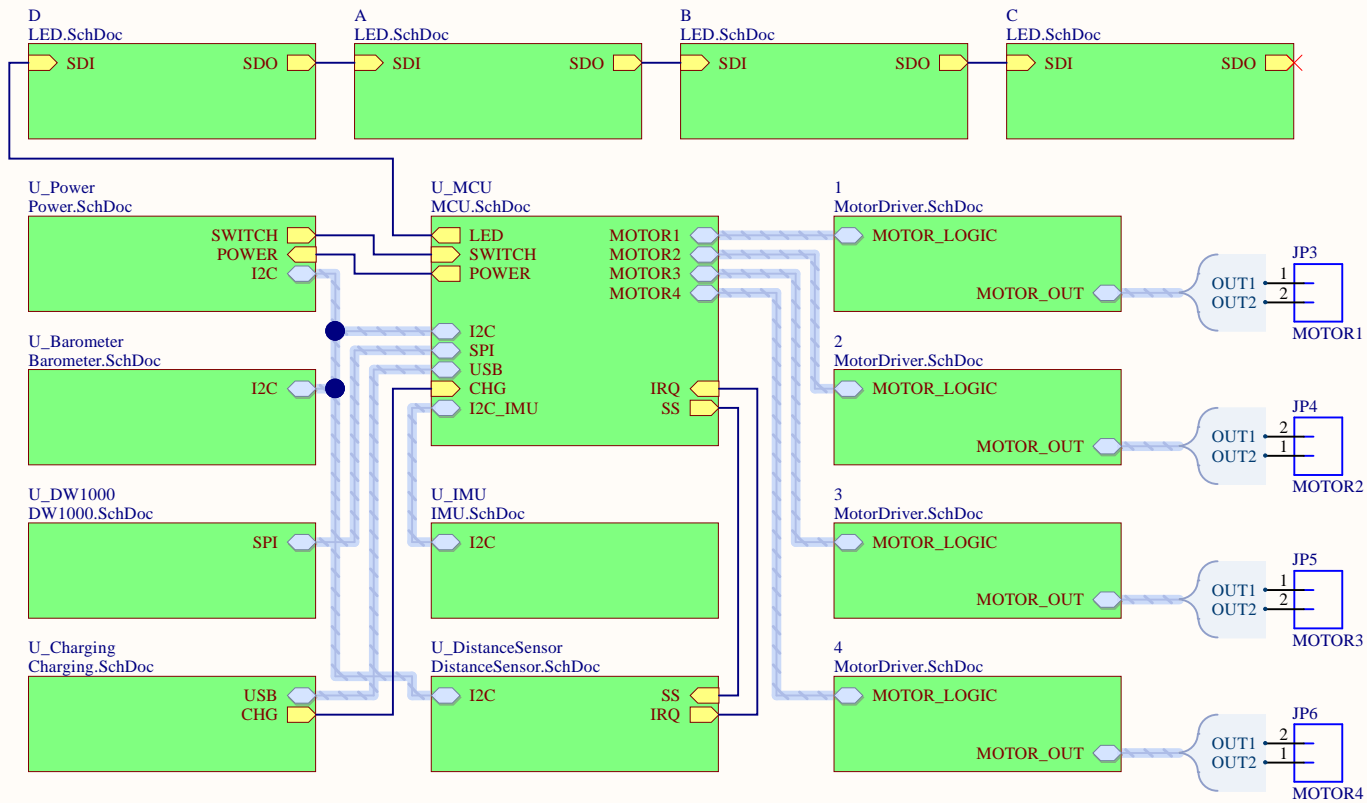 D
LED.SchDoc
SDI
SDO
A
LED.SchDoc
SDI
SDO
B
LED.SchDoc
SDI
SDO
C
LED.SchDoc
SDI
SDO
U_Power
Power.SchDoc
SWITCH
POWER
I2C
U_MCU
MCU.SchDoc
LED
SWITCH
POWER
I2C
SPI
USB
CHG
I2C_IMU
MOTOR1
MOTOR2
MOTOR3
MOTOR4
IRQ
SS
1
MotorDriver.SchDoc
MOTOR_LOGIC
MOTOR_OUT
OUT1
OUT2
1
2
JP3
MOTOR1
U_Barometer
Barometer.SchDoc
I2C
2
MotorDriver.SchDoc
MOTOR_LOGIC
MOTOR_OUT
OUT1
OUT2
2
1
JP4
MOTOR2
U_DW1000
DW1000.SchDoc
SPI
U_IMU
IMU.SchDoc
I2C
3
MotorDriver.SchDoc
MOTOR_LOGIC
MOTOR_OUT
OUT1
OUT2
1
2
JP5
MOTOR3
U_Charging
Charging.SchDoc
USB
CHG
U_DistanceSensor
DistanceSensor.SchDoc
I2C
SS
IRQ
4
MotorDriver.SchDoc
MOTOR_LOGIC
MOTOR_OUT
OUT1
OUT2
2
1
JP6
MOTOR4